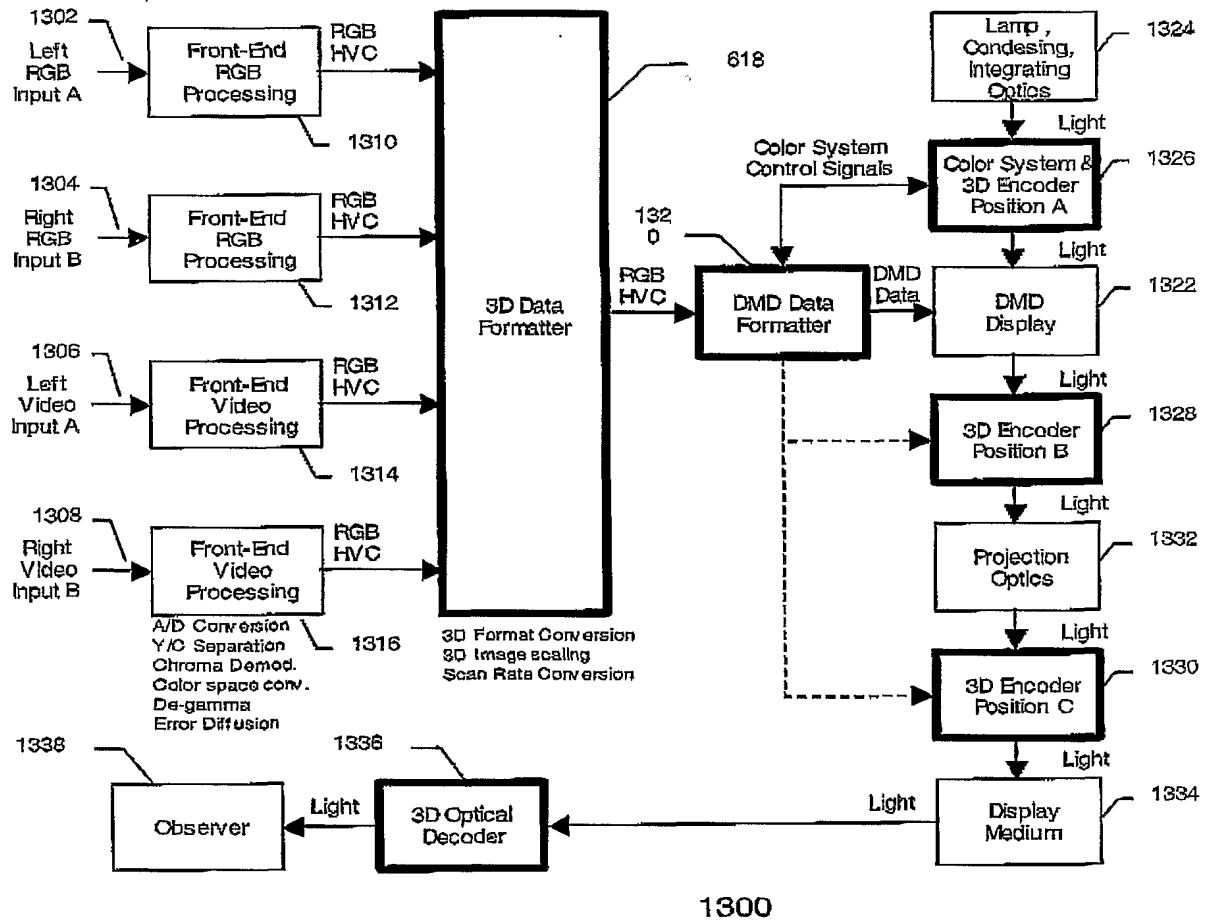 1302
Left
RGB
Input A
Front-End
RGB
Processing
1310
RGB
HVC
1304
Right
RGB
Input B
Front-End
RGB
Processing
1312
RGB
HVC
1306
Left
Video
Input A
Front-End
Video
Processing
1314
RGB
HVC
1308
Right
Video
Input B
Front-End
Video
Processing
1316
RGB
HVC
A/D Conversion
Y/C Separation
Chroma Demod.
Color space conv.
De-gamma
Error Diffusion
3D Data
Formatter
618
3D Format Conversion
3D Image scaling
Scan Rate Conversion
RGB
HVC
132
0
DMD Data
Formatter
Color System
Control Signals
DMD
Data
Lamp,
Condesing,
Integrating
Optics
1324
Light
Color System &
3D Encoder
Position A
1326
Light
DMD
Display
1322
Light
3D Encoder
Position B
1328
Light
Projection
Optics
1332
Light
3D Encoder
Position C
1330
Light
Display
Medium
1334
Light
1336
3D Optical
Decoder
Light
1338
Observer
1300